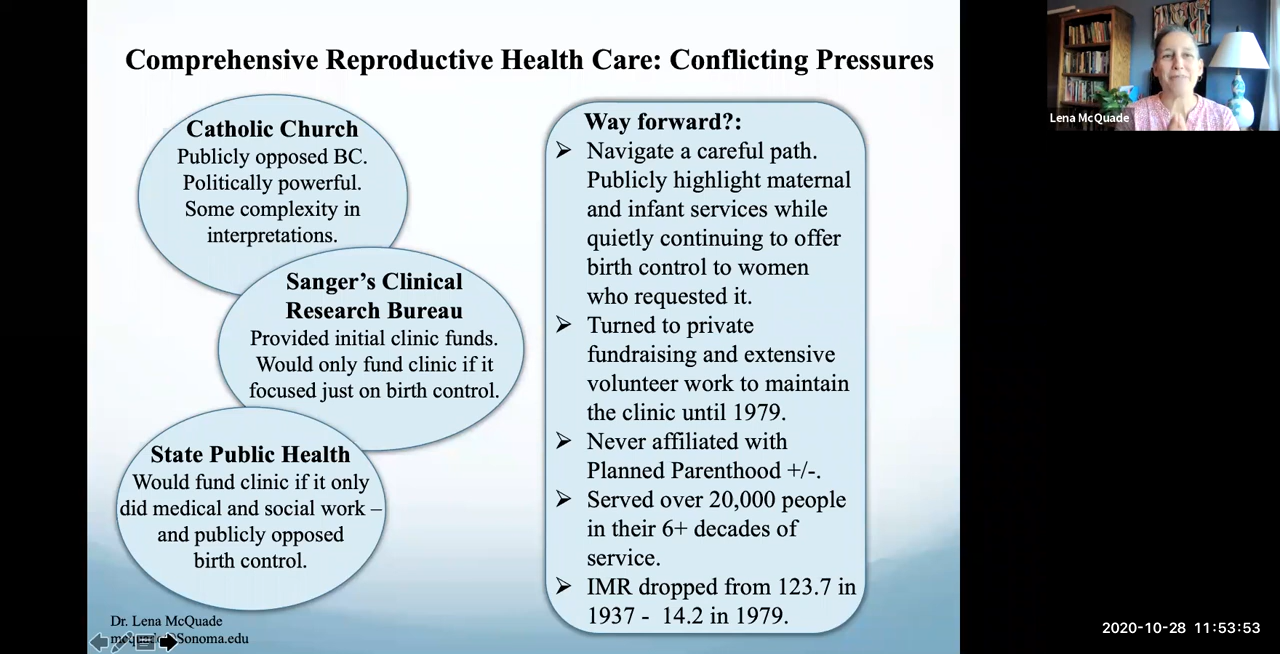 Comprehensive Reproductive Health Care: Conflicting Pressures
Catholic Church
Publicly opposed BC.
Politically powerful.
Some complexity in
interpretations.
Sanger’s Clinical
Research Bureau
Provided initial clinic funds.
Would only fund clinic if it
focused just on birth control.
State Public Health
Would fund clinic if it only
did medical and social work –
and publicly opposed
birth control.
Way forward?:
➢ Navigate a careful path.
Publicly highlight maternal
and infant services while
quietly continuing to offer
birth control to women
who requested it.
➢ Turned to private
fundraising and extensive
volunteer work to maintain
the clinic until 1979.
➢ Never affiliated with
Planned Parenthood +/-.
➢ Served over 20,000 people
in their 6+ decades of
service.
➢ IMR dropped from 123.7 in
1937 - 14.2 in 1979.
Dr. Lena McQuade
Lena McQuade
2020-10-28 11:53:53